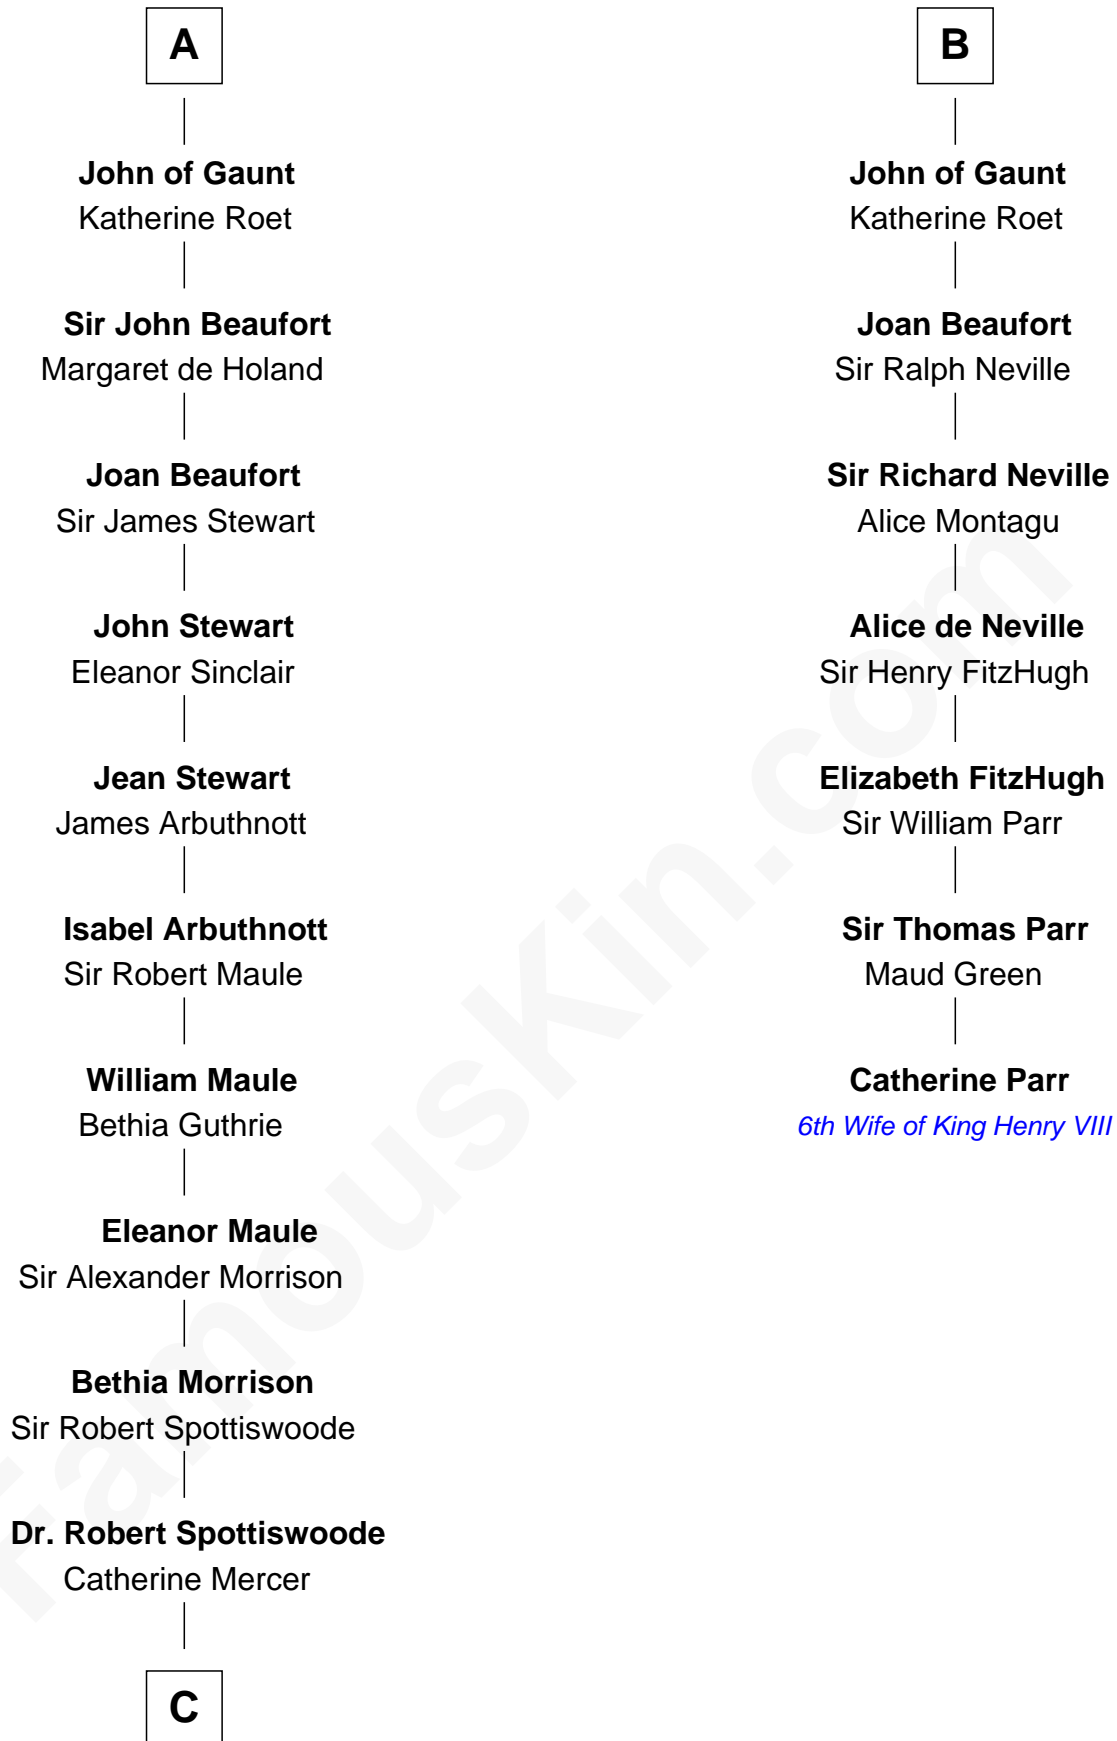 A
John of Gaunt
Katherine Roet
Sir John Beaufort
Margaret de Holand
Joan Beaufort
Sir James Stewart
John Stewart
Eleanor Sinclair
Jean Stewart
James Arbuthnott
Isabel Arbuthnott
Sir Robert Maule
William Maule
Bethia Guthrie
Eleanor Maule
Sir Alexander Morrison
Bethia Morrison
Sir Robert Spottiswoode
Dr. Robert Spottiswoode
Catherine Mercer
C
B
John of Gaunt
Katherine Roet
Joan Beaufort
Sir Ralph Neville
Sir Richard Neville
Alice Montagu
Alice de Neville
Sir Henry FitzHugh
Elizabeth FitzHugh
Sir William Parr
Sir Thomas Parr
Maud Green
Catherine Parr
6th Wife of King Henry VIII
FamousKin.com